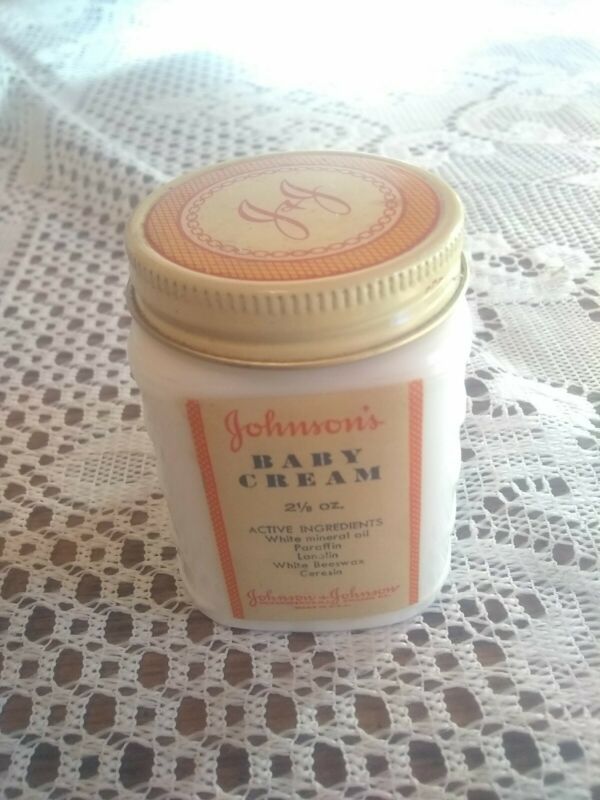 J&J
Johnson's
BABY
CREAM
2⅛ oz.
ACTIVE INGREDIENTS
White mineral oil
Paraffin
Lanolin
White Beeswax
Ceresin
Johnson & Johnson